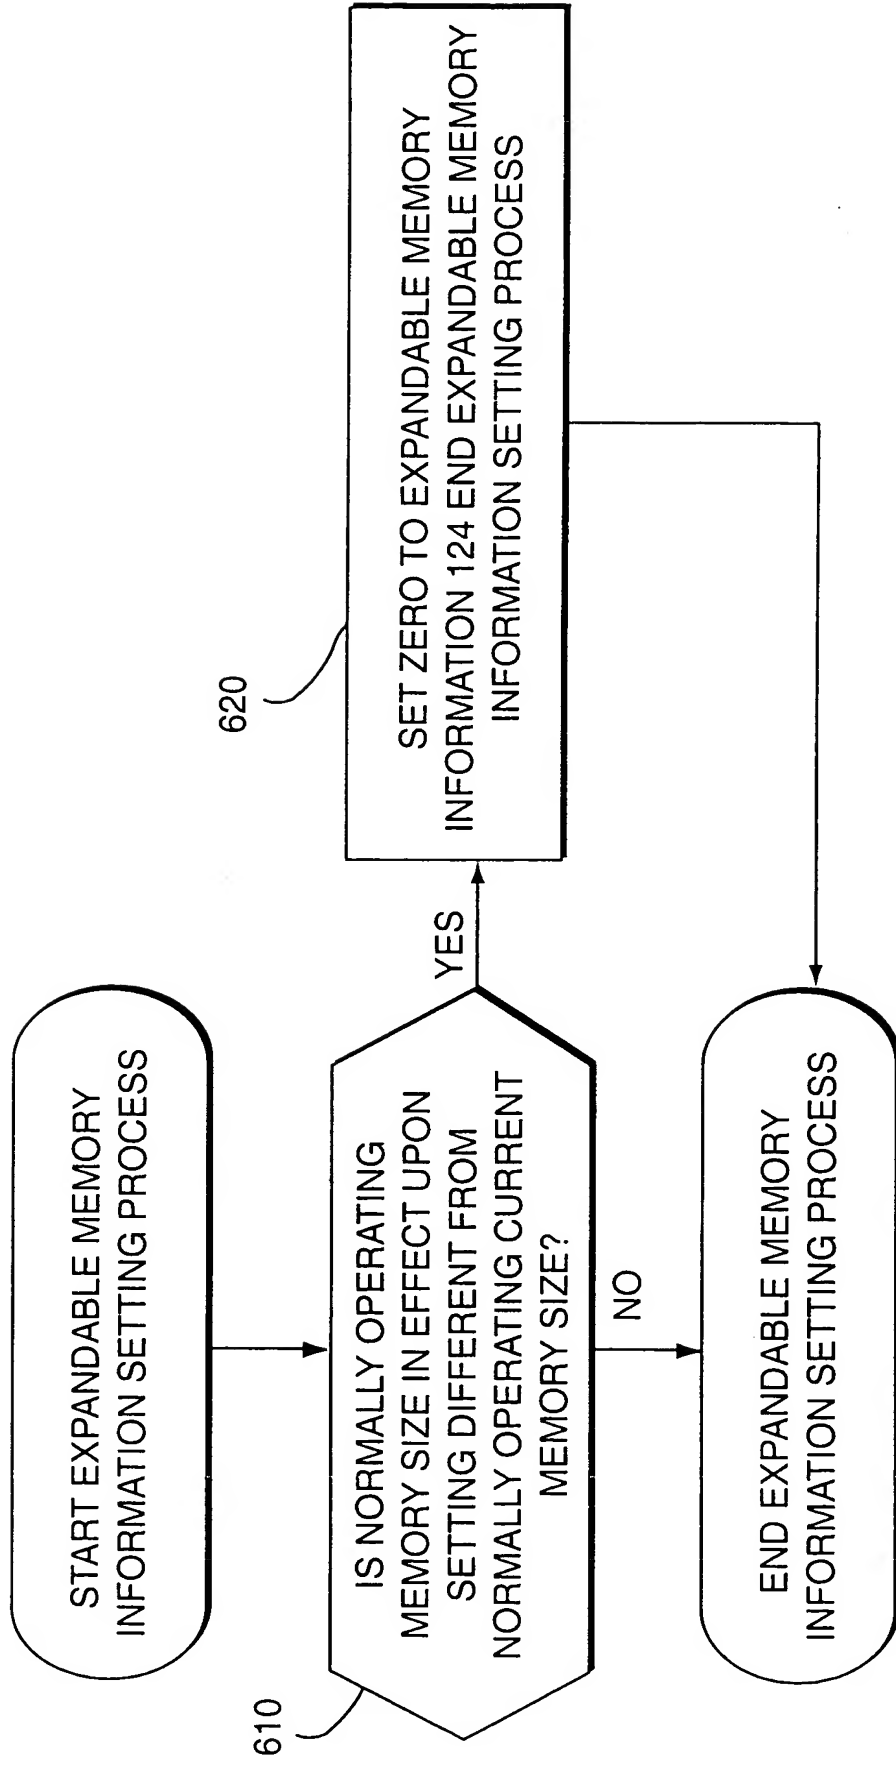 START EXPANDABLE MEMORY
INFORMATION SETTING PROCESS
610
IS NORMALLY OPERATING
MEMORY SIZE IN EFFECT UPON
SETTING DIFFERENT FROM
NORMALLY OPERATING CURRENT
MEMORY SIZE?
YES
620
SET ZERO TO EXPANDABLE MEMORY
INFORMATION 124 END EXPANDABLE MEMORY
INFORMATION SETTING PROCESS
NO
END EXPANDABLE MEMORY
INFORMATION SETTING PROCESS